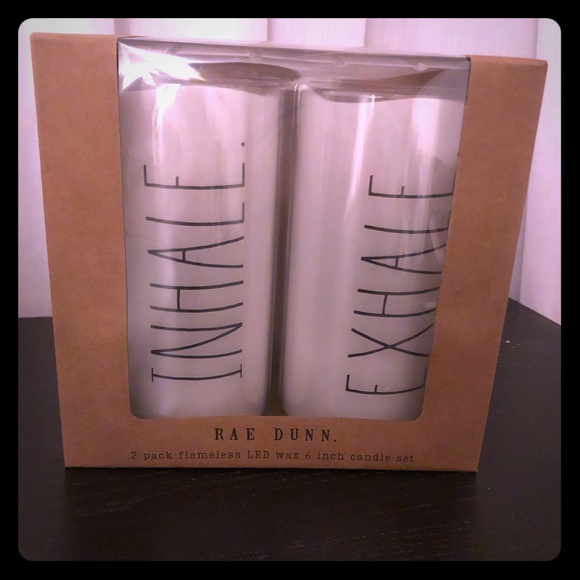 INHALE.
EXHALE
RAE DUNN.
2 pack flameless LED wax 6 inch candle set